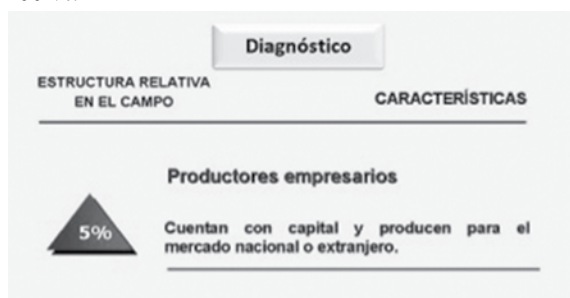 Diagnóstico
ESTRUCTURA RELATIVA
EN EL CAMPO
CARACTERÍSTICAS
Productores empresarios
5%
Cuentan con capital y producen para el
mercado nacional o extranjero.